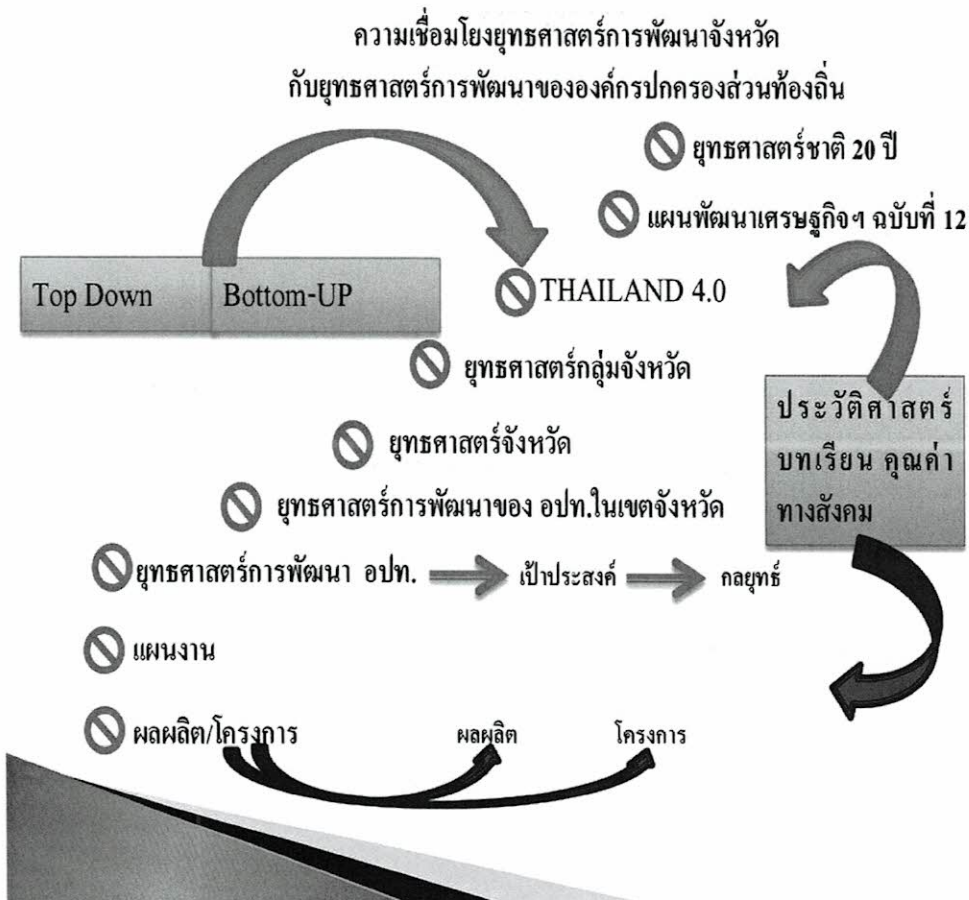 ความเชื่อมโยงยุทธศาสตร์การพัฒนาจังหวัด
กับยุทธศาสตร์การพัฒนาขององค์กรปกครองส่วนท้องถิ่น
ยุทธศาสตร์ชาติ 20 ปี
แผนพัฒนาเศรษฐกิจฯ ฉบับที่ 12
Top Down
Bottom-UP
THAILAND 4.0
ยุทธศาสตร์กลุ่มจังหวัด
ประวัติศาสตร์
บทเรียน คุณค่า
ทางสังคม
ยุทธศาสตร์จังหวัด
ยุทธศาสตร์การพัฒนาของ อปท.ในเขตจังหวัด
ยุทธศาสตร์การพัฒนา อปท.
เป้าประสงค์
กลยุทธ์
แผนงาน
ผลผลิต/โครงการ
ผลผลิต
โครงการ